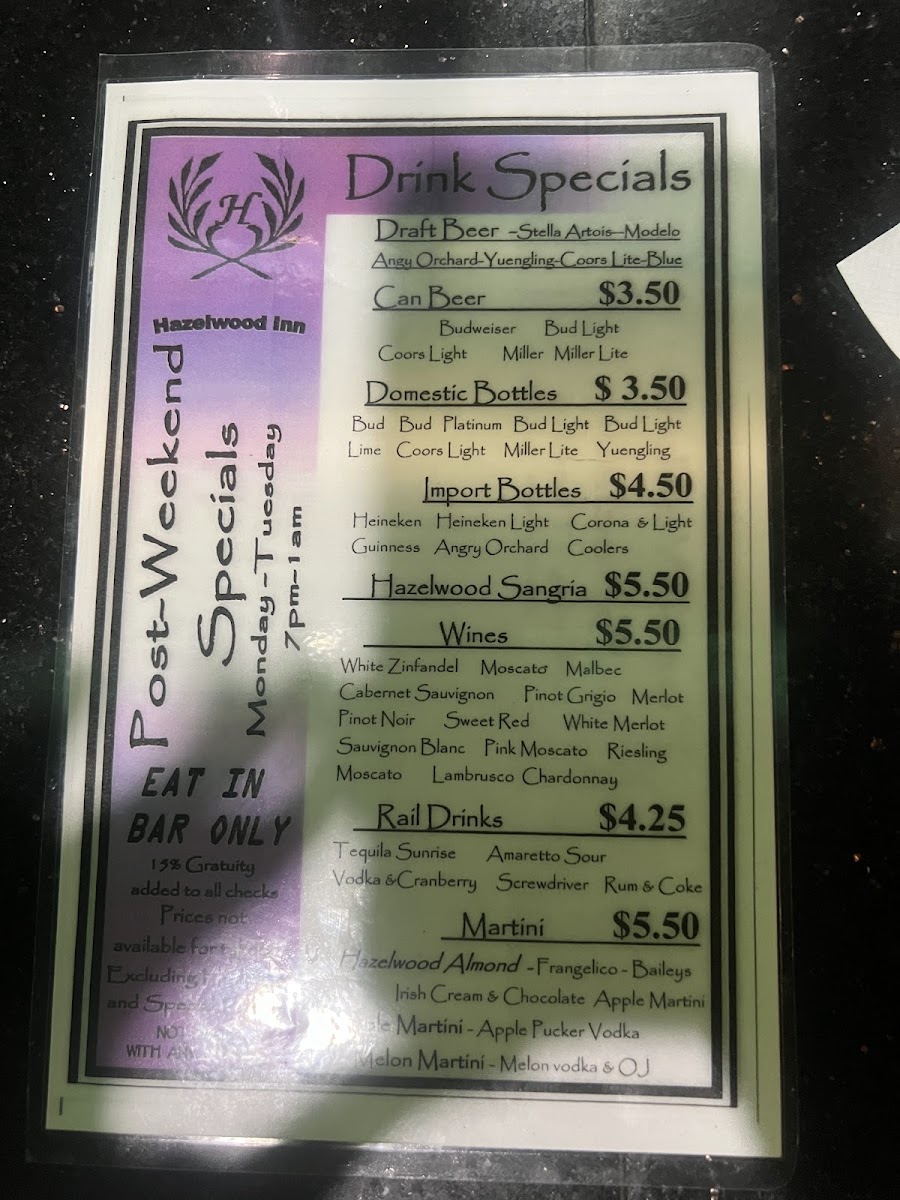 H
Hazelwood Inn
Post-Weekend
Specials
Monday-Tuesday
7pm-1am
EAT IN
BAR ONLY
15% Gratuity
added to all checks
Prices not
available for
Excluding
and
NOT
WITH
Drink Specials
Draft Beer -Stella Artois-Modelo
Angy Orchard-Yuengling-Coors Lite-Blue
Can Beer $3.50
Budweiser Bud Light
Coors Light Miller Miller Lite
Domestic Bottles $ 3.50
Bud Bud Platinum Bud Light Bud Light
Lime Coors Light Miller Lite Yuengling
Import Bottles $4.50
Heineken Heineken Light Corona & Light
Guinness Angry Orchard Coolers
Hazelwood Sangria $5.50
Wines $5.50
White Zinfandel Moscato Malbec
Cabernet Sauvignon Pinot Grigio Merlot
Pinot Noir Sweet Red White Merlot
Sauvignon Blanc Pink Moscato Riesling
Moscato Lambrusco Chardonnay
Rail Drinks $4.25
Tequila Sunrise Amaretto Sour
Vodka &Cranberry Screwdriver Rum & Coke
Martini $5.50
Hazelwood Almond -Frangelico - Baileys
Irish Cream & Chocolate Apple Martini
Martini - Apple Pucker Vodka
Melon Martini - Melon vodka & OJ